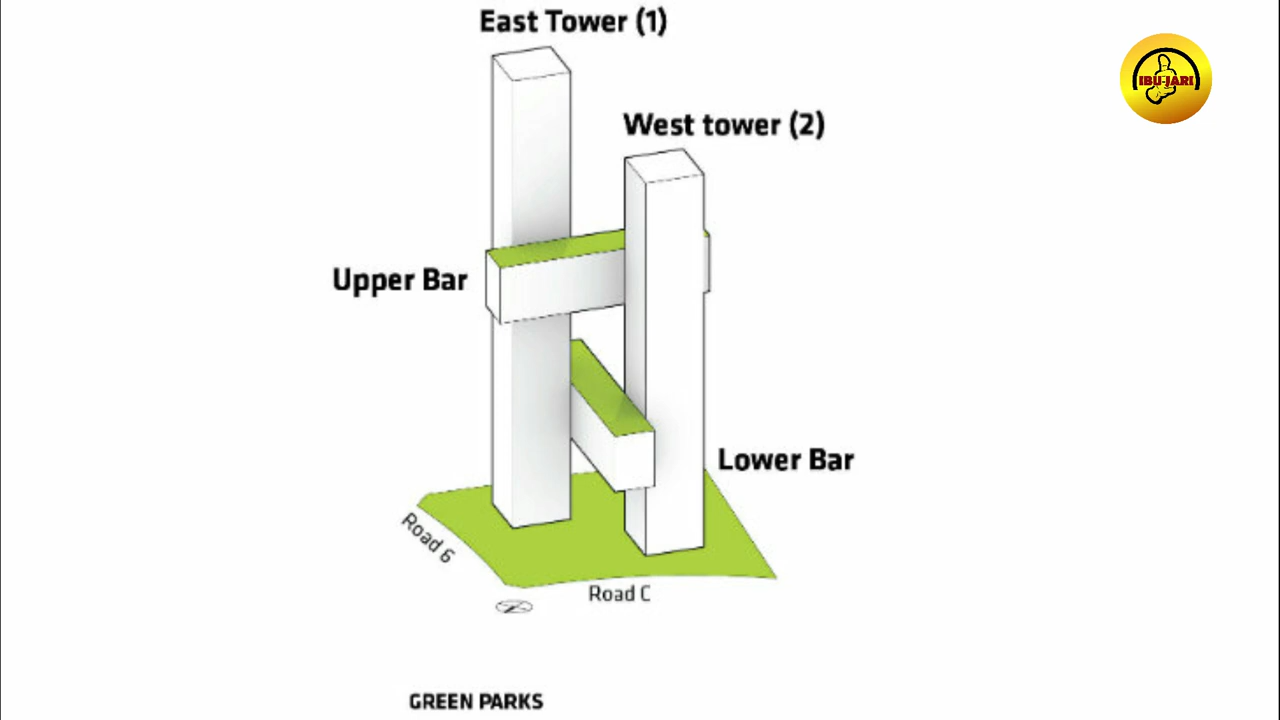 East Tower (1)
IBU JARI
West tower (2)
Upper Bar
Lower Bar
Road 6
Road C
GREEN PARKS